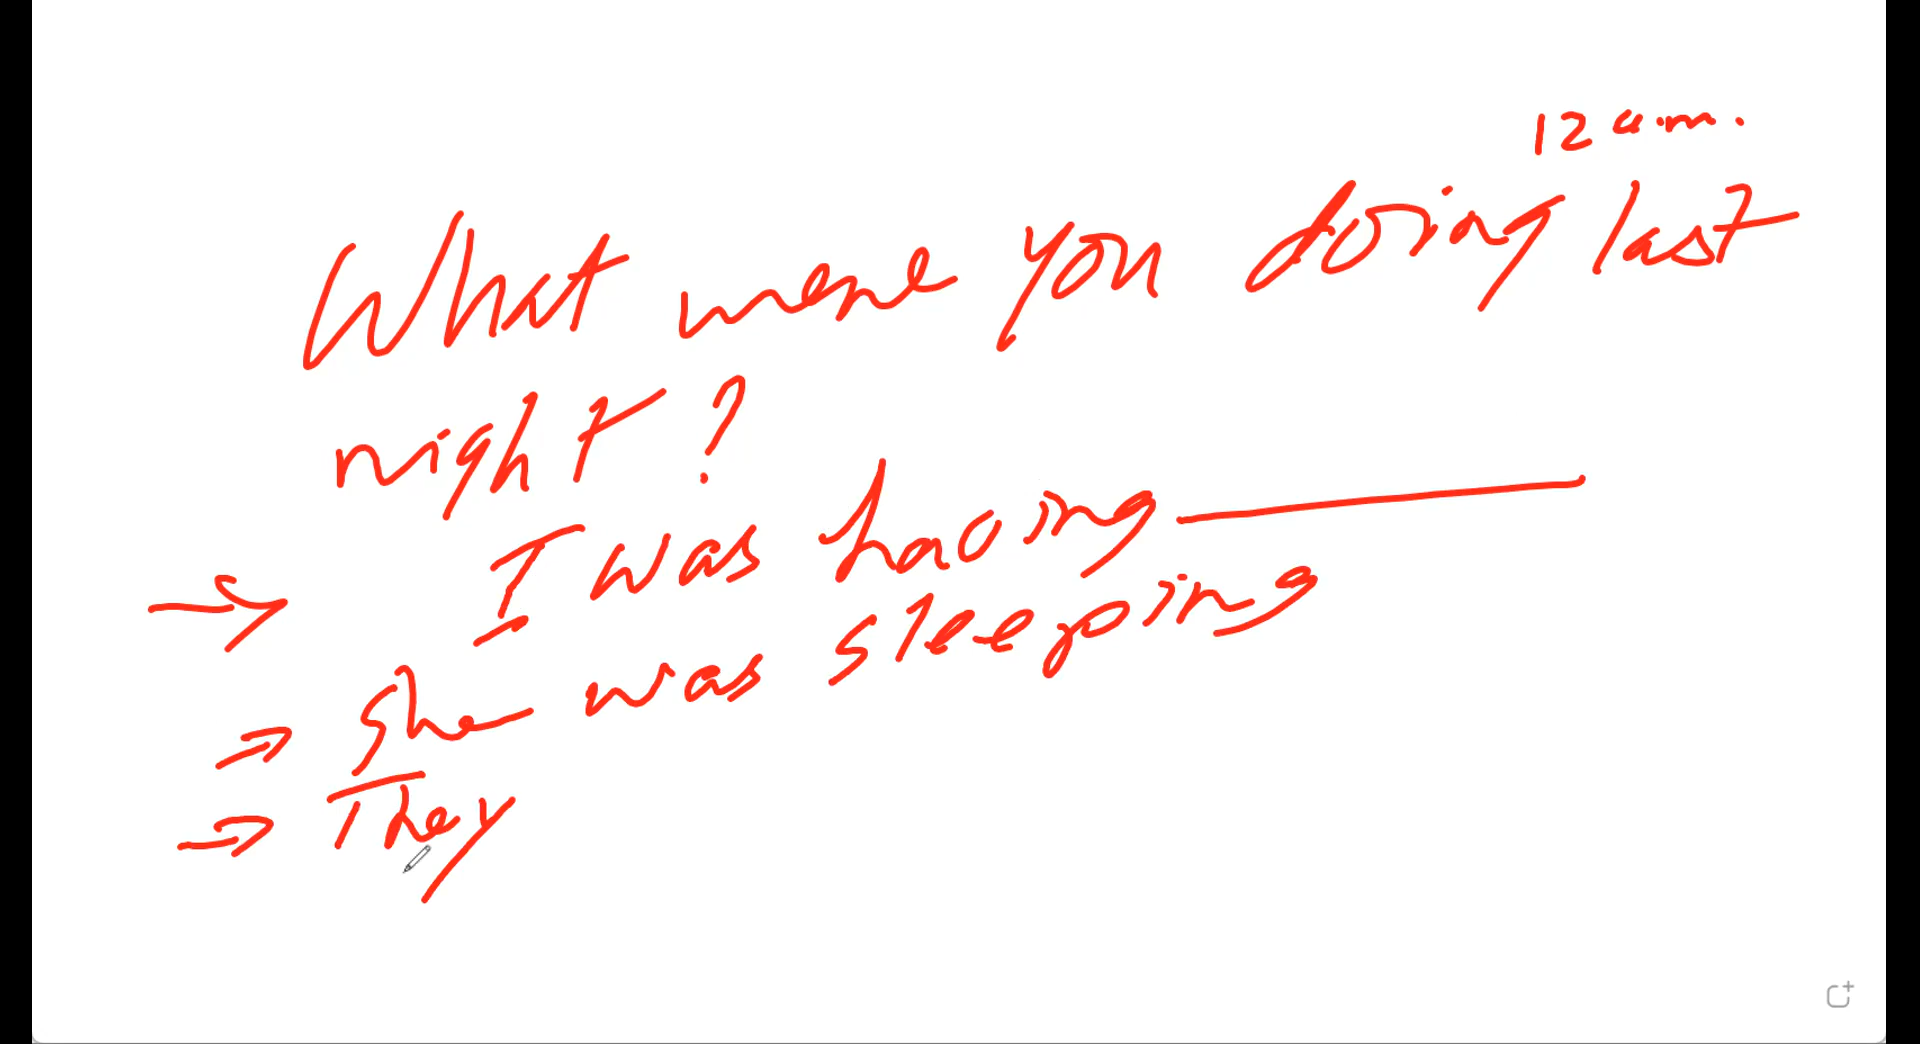 12 a.m.
What were you doing last
night?
I was having
She was sleeping
They